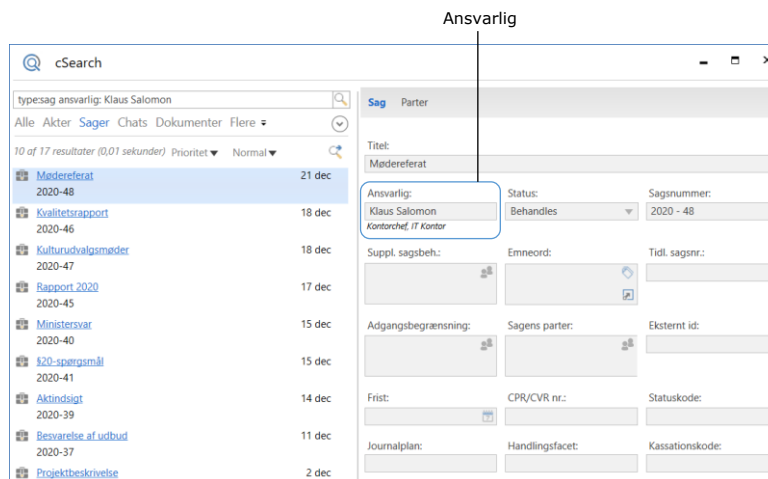 Ansvarlig
cSearch
type:sag ansvarlig: Klaus Salomon
Alle Akter Sager Chats Dokumenter Flere
10 af 17 resultater (0,01 sekunder) Prioritet Normal
Mødereferat 21 dec
2020-48
Kvalitetsrapport 18 dec
2020-46
Kulturudvalgsmøder 18 dec
2020-47
Rapport 2020 17 dec
2020-45
Ministersvar 15 dec
2020-40
§20-spørgsmål 15 dec
2020-41
Aktindsigt 14 dec
2020-39
Besvarelse af udbud 11 dec
2020-37
Projektbeskrivelse 2 dec
Sag Parter
Titel:
Mødereferat
Ansvarlig: Status: Sagsnummer:
Klaus Salomon Behandles 2020 - 48
Kontorchef, IT Kontor
Suppl. sagsbeh.: Emneord: Tidl. sagsnr.:
Adgangsbegrænsning: Sagens parter: Eksternt id:
Frist: CPR/CVR nr.: Statuskode:
Journalplan: Handlingsfacet: Kassationskode: